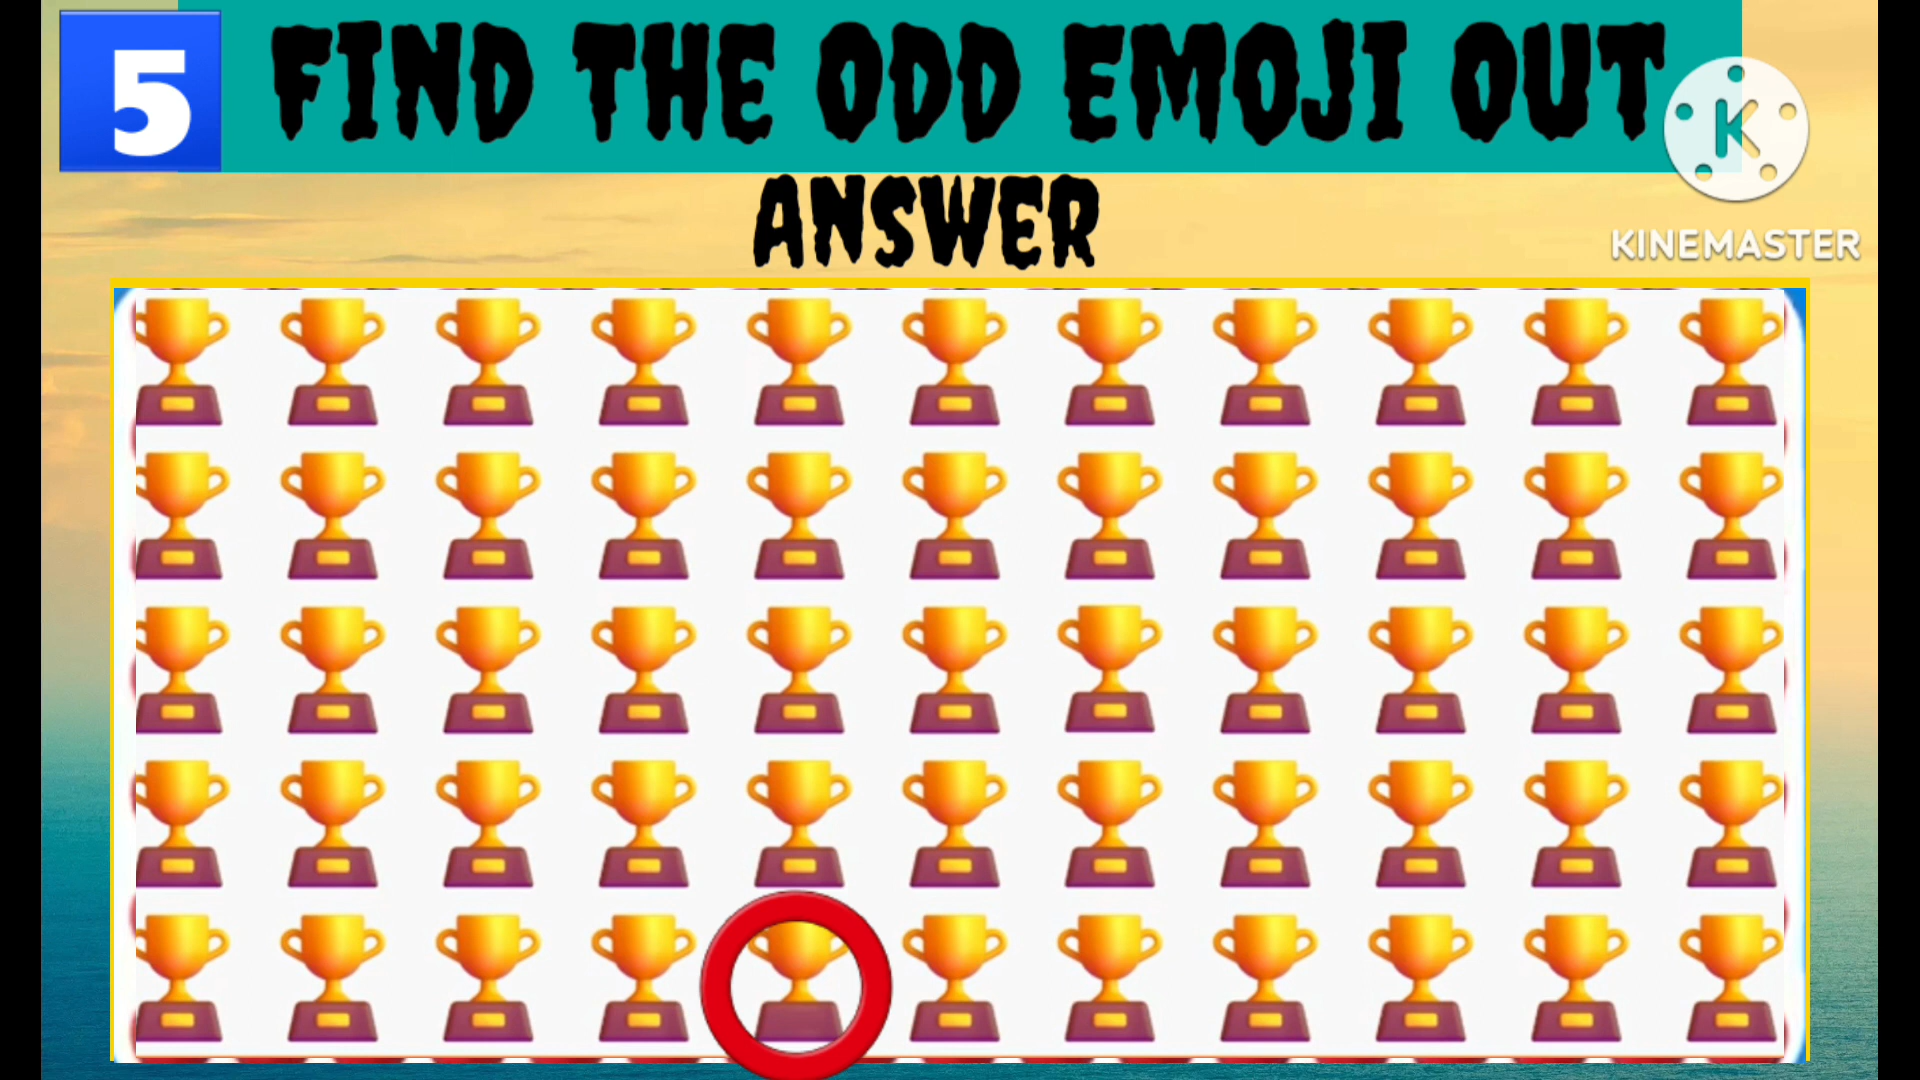 5
FIND THE ODD EMOJI OUT
K
KINEMASTER
ANSWER